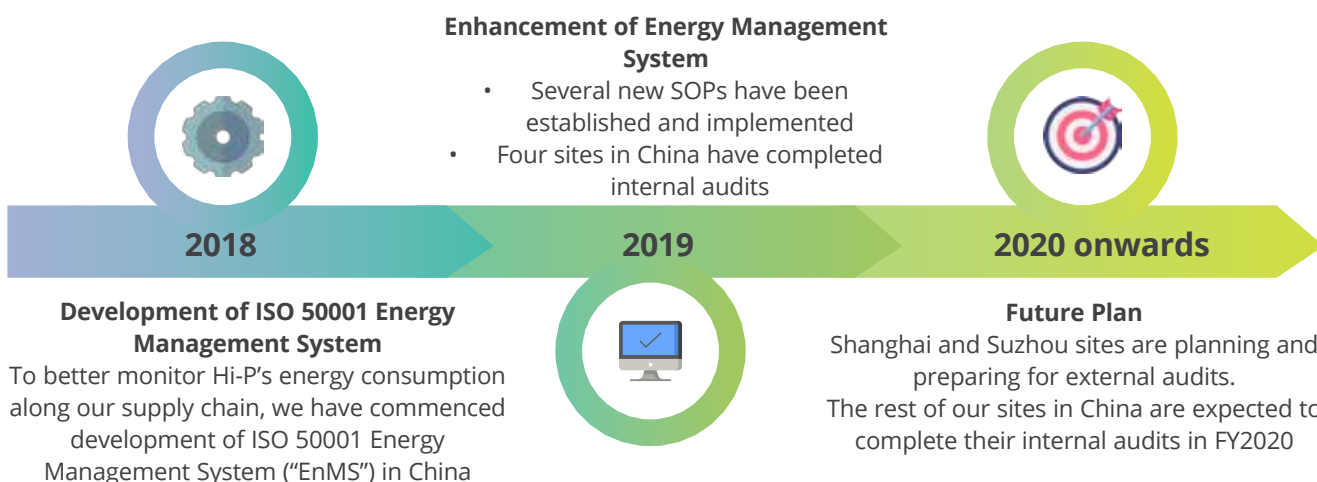 Enhancement of Energy Management
System
• Several new SOPs have been
established and implemented
• Four sites in China have completed
internal audits
2018
2019
2020 onwards
Development of ISO 50001 Energy
Management System
To better monitor Hi-P’s energy consumption
along our supply chain, we have commenced
development of ISO 50001 Energy
Management System (“EnMS”) in China
Future Plan
Shanghai and Suzhou sites are planning and
preparing for external audits.
The rest of our sites in China are expected to
complete their internal audits in FY2020